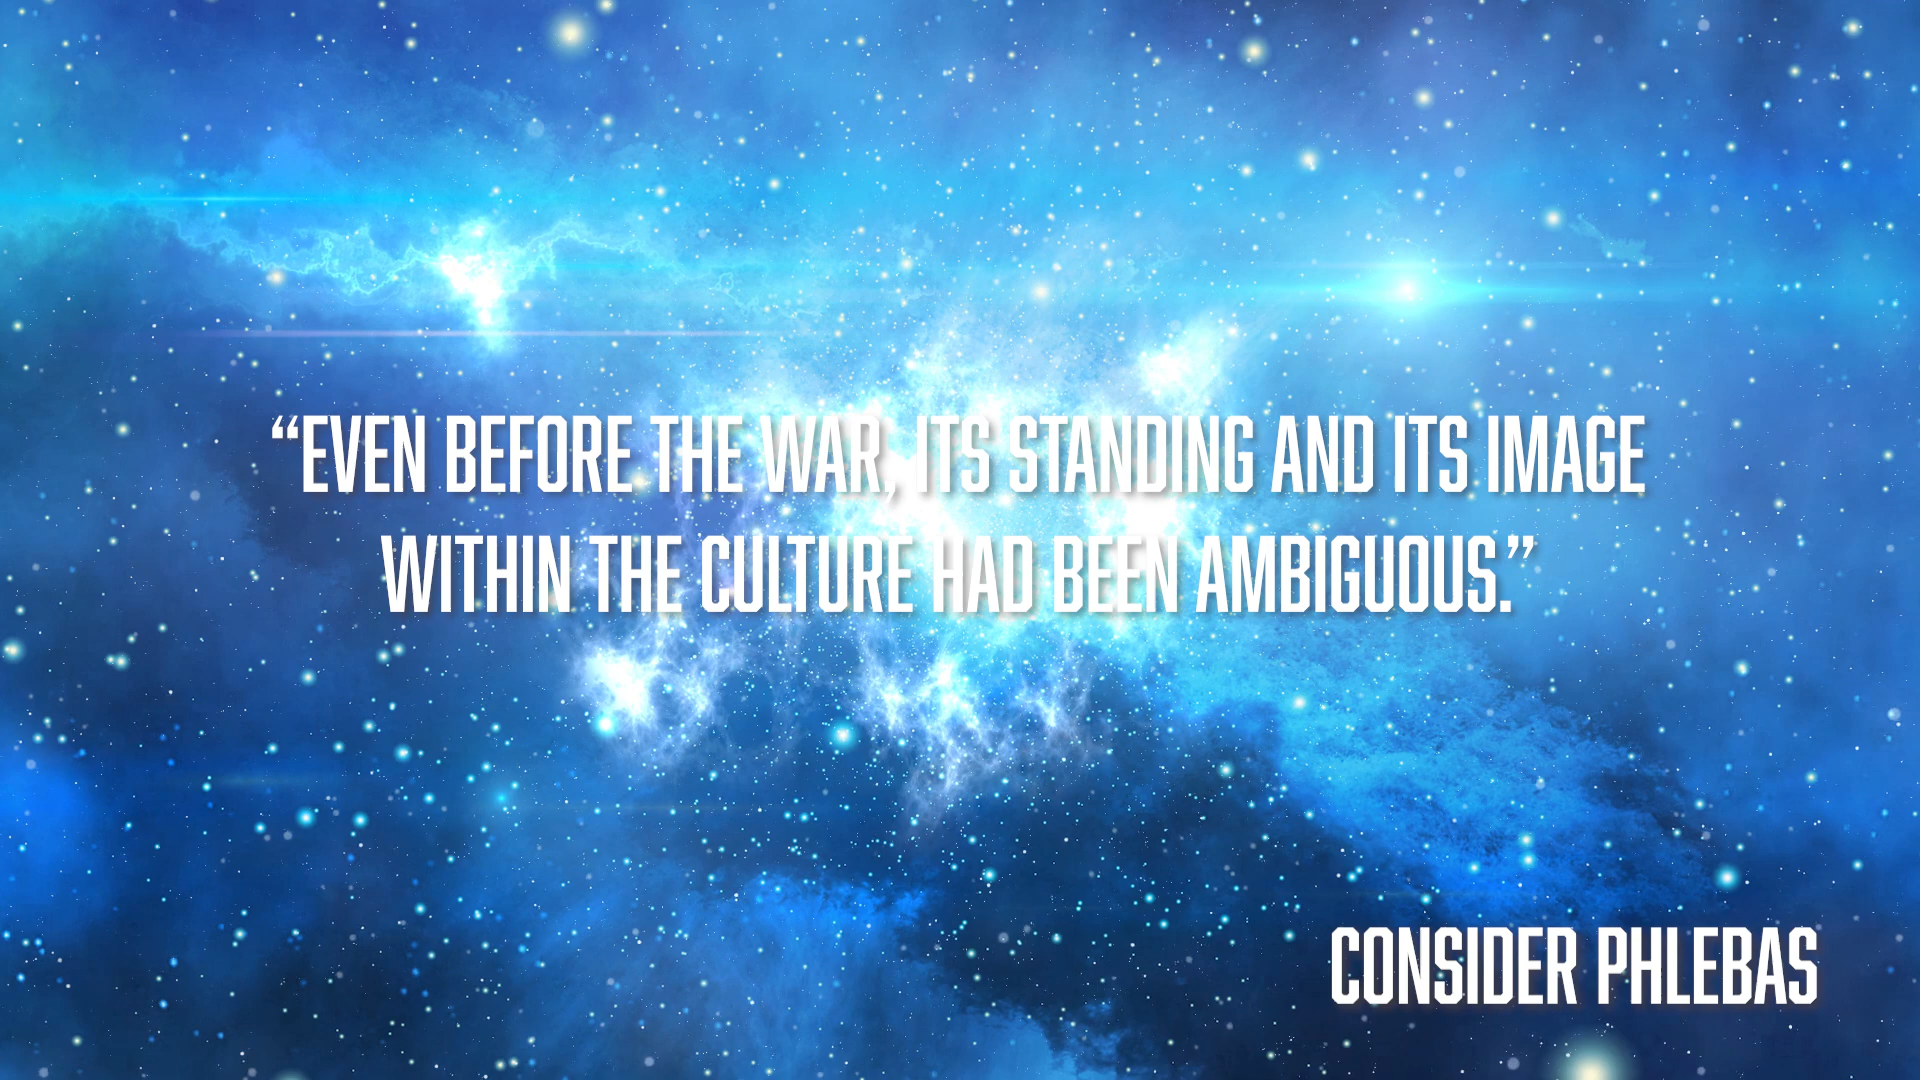 “EVEN BEFORE THE WAR, ITS STANDING AND ITS IMAGE
WITHIN THE CULTURE HAD BEEN AMBIGUOUS.”
CONSIDER PHLEBAS